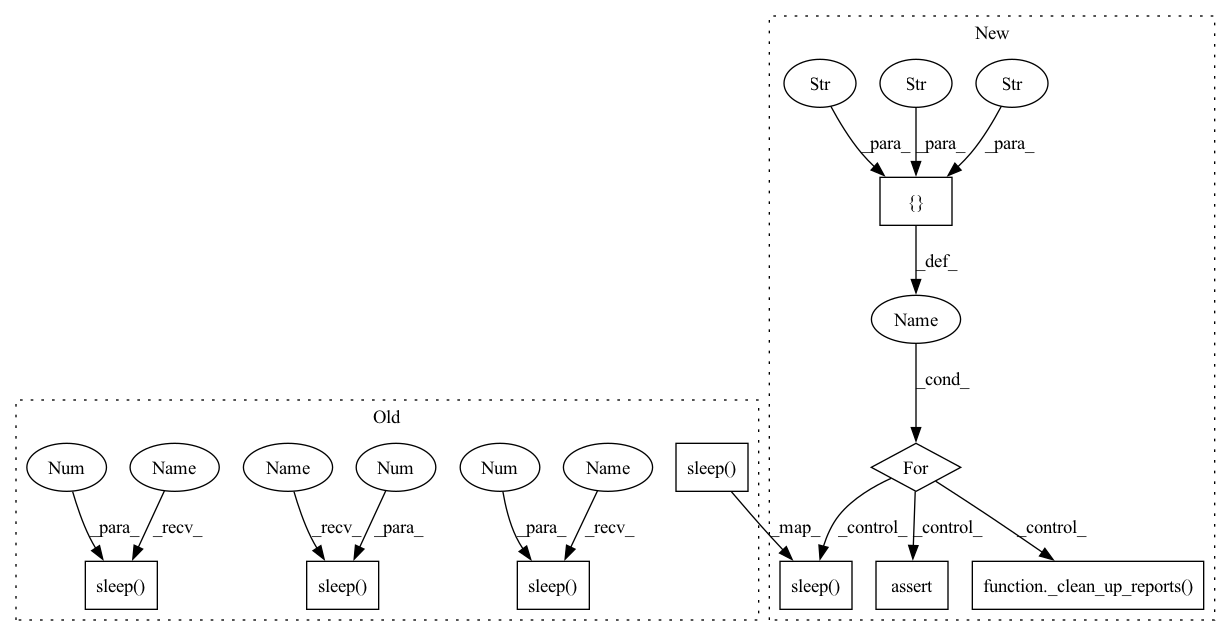 New
Str Str Str
_para_ _para_ _para_
{}
_def_
Name
_cond_
Old
Num Name Name Num Num Name sleep() For
_para_ _recv_ _recv_ _para_ _para_ _recv_ _map_ _control_ _control_ _control_
sleep() sleep() sleep() sleep() assert function._clean_up_reports()